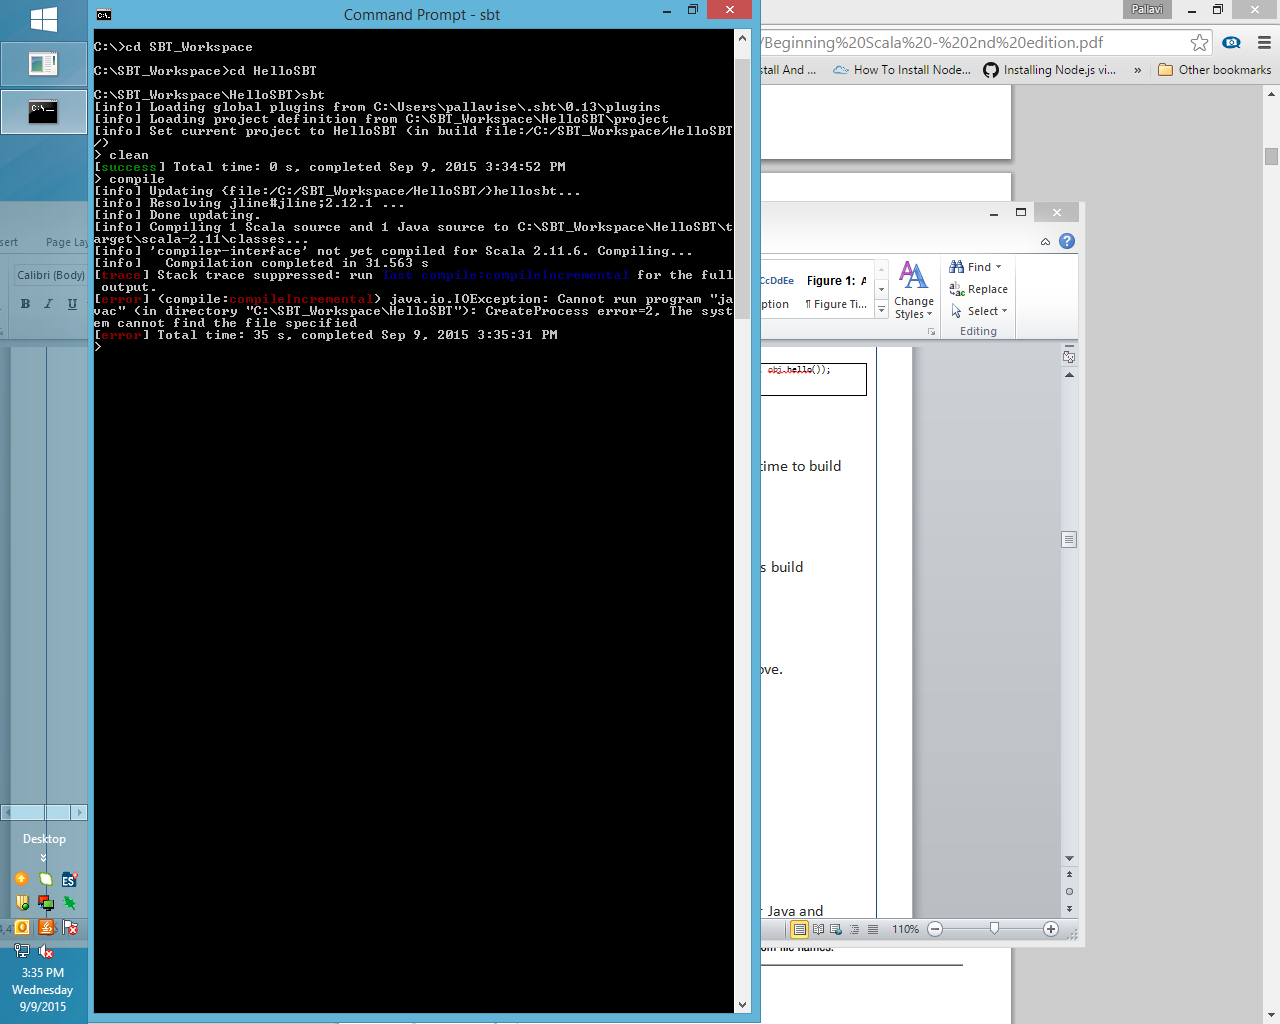 Command Prompt - sbt
C:\>cd SBT_Workspace
C:\SBT_Workspace>cd HelloSBT
C:\SBT_Workspace\HelloSBT>sbt
[info] Loading global plugins from C:\Users\pallavise\.sbt\0.13\plugins
[info] Loading project definition from C:\SBT_Workspace\HelloSBT\project
[info] Set current project to HelloSBT (in build file:/C:/SBT_Workspace/HelloSBT
/)
> clean
[success] Total time: 0 s, completed Sep 9, 2015 3:34:52 PM
> compile
[info] Updating {file:/C:/SBT_Workspace/HelloSBT/}hellosbt...
[info] Resolving jline#jline;2.12.1 ...
[info] Done updating.
[info] Compiling 1 Scala source and 1 Java source to C:\SBT_Workspace\HelloSBT\t
arget\scala-2.11\classes...
[info] 'compiler-interface' not yet compiled for Scala 2.11.6. Compiling...
[info]   Compilation completed in 31.563 s
[trace] Stack trace suppressed: run last compile:compileIncremental for the full
 output.
[error] (compile:compileIncremental) java.io.IOException: Cannot run program "ja
vac" (in directory "C:\SBT_Workspace\HelloSBT"): CreateProcess error=2, The syst
em cannot find the file specified
[error] Total time: 35 s, completed Sep 9, 2015 3:35:31 PM
>
Pallavi
/Beginning%20Scala%20-%202nd%20edition.pdf
stall And ...
How To Install Node...
Installing Node.js vi...
»
Other bookmarks
sert
Page Lay
Calibri (Body)
B I U
CcDdEe
Figure 1: A
ption
¶ Figure Ti...
Change
Styles
Find
Replace
Select
Editing
obj.hello());
time to build
s build
ove.
r Java and
110%
om file names.
Desktop
3:35 PM
Wednesday
9/9/2015